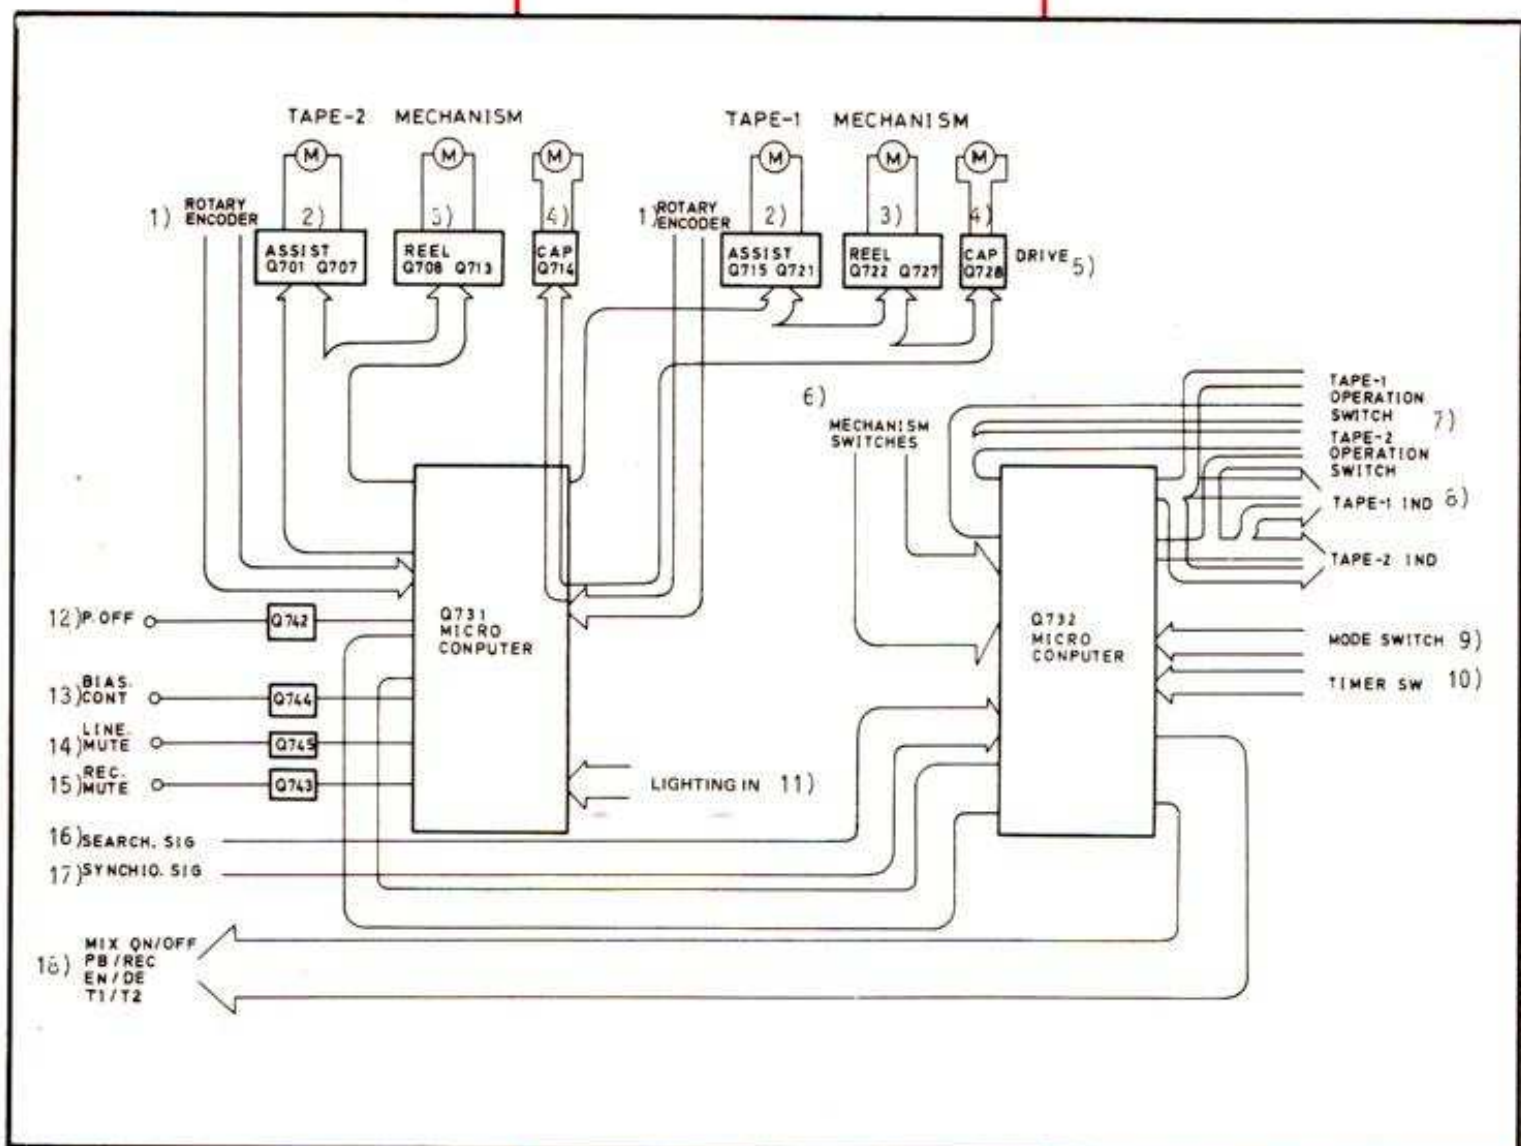 TAPE-2 MECHANISM
TAPE-1 MECHANISM
M
M
M
M
M
M
1) ROTARY
ENCODER
2)
3)
4)
1) ROTARY
ENCODER
2)
3)
4)
ASSIST
Q701 Q707
REEL
Q708 Q713
CAP
Q714
ASSIST
Q715 Q721
REEL
Q722 Q727
CAP
Q728
DRIVE 5)
6)
MECHANISM
SWITCHES
TAPE-1
OPERATION
SWITCH 7)
TAPE-2
OPERATION
SWITCH
TAPE-1 IND 8)
TAPE-2 IND
MODE SWITCH 9)
TIMER SW 10)
Q731
MICRO
CONPUTER
Q732
MICRO
CONPUTER
12) P.OFF
Q742
13) BIAS.
CONT
Q744
14) LINE.
MUTE
Q745
15) REC.
MUTE
Q743
LIGHTING IN 11)
16) SEARCH. SIG
17) SYNCHIO. SIG
18) MIX ON/OFF
PB/REC
EN/DE
T1/T2